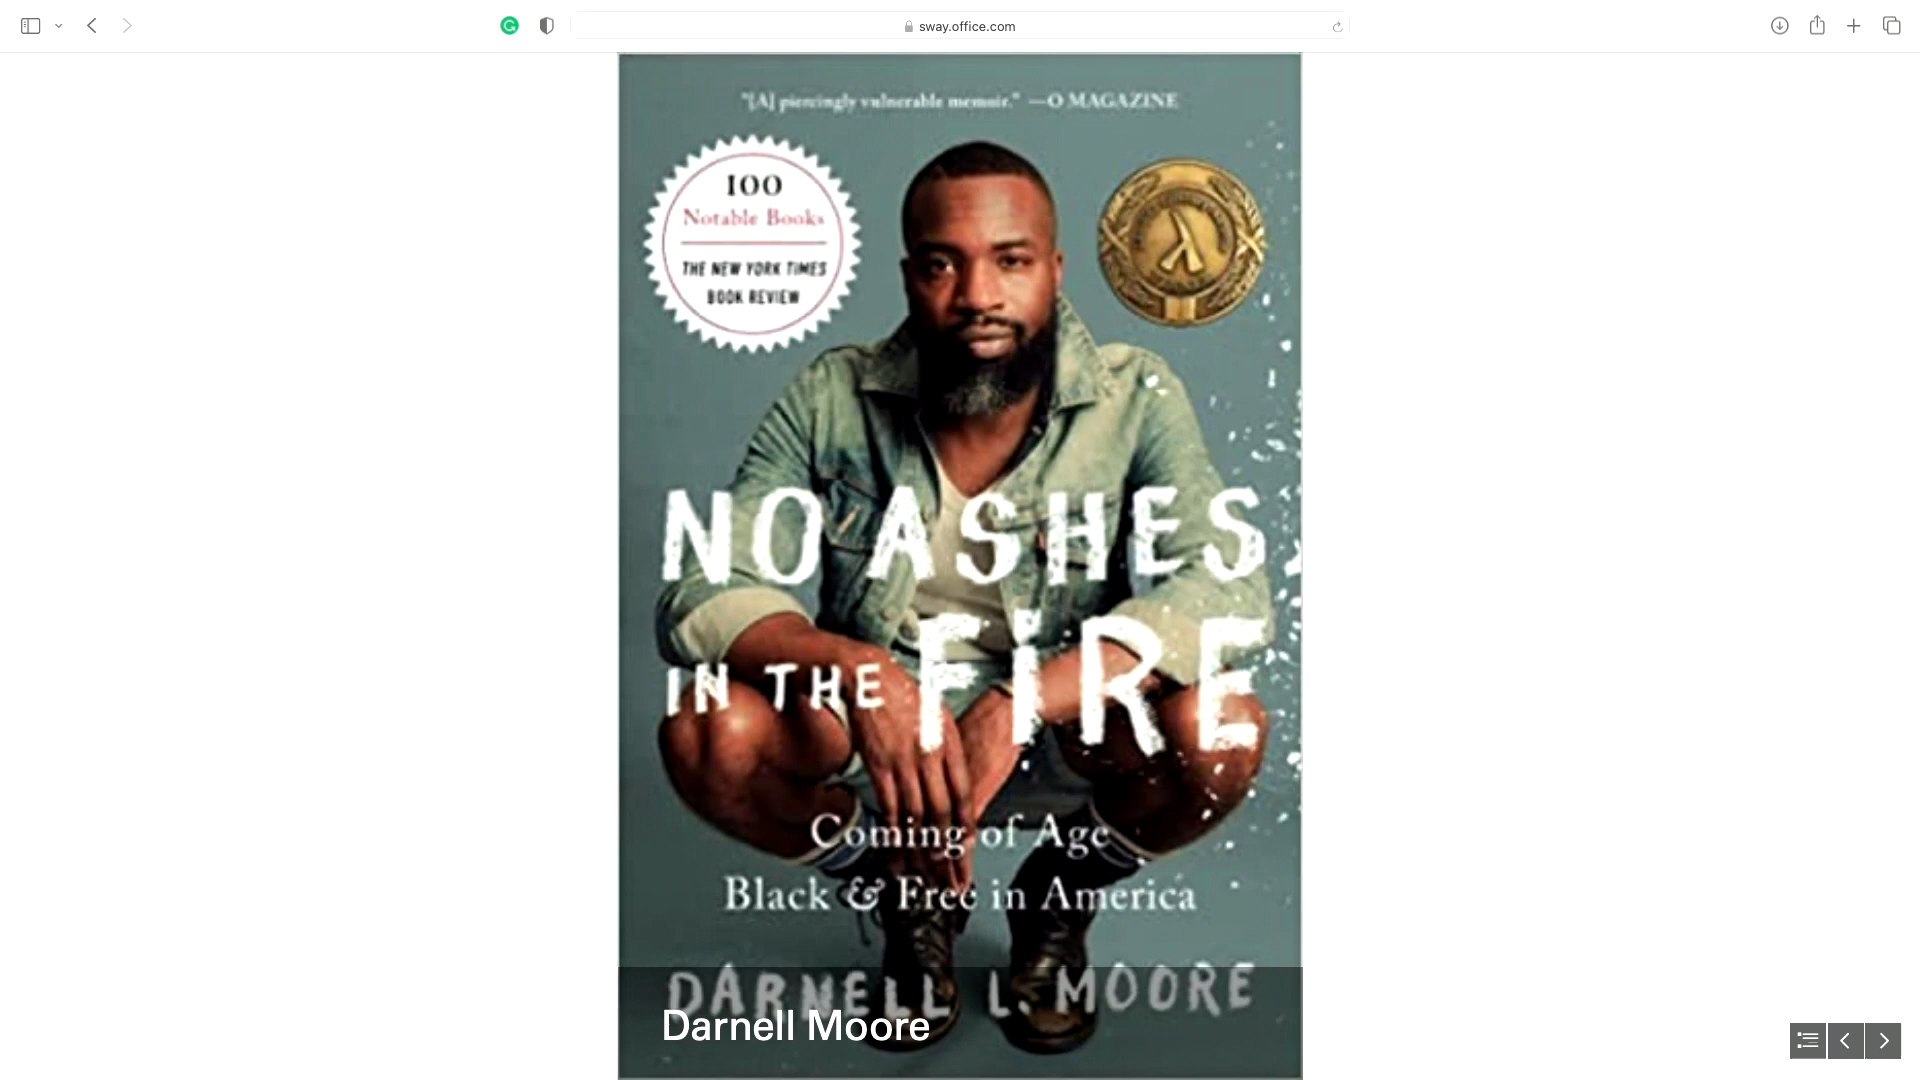 sway.office.com
"[A] piercingly vulnerable memoir." —O MAGAZINE
100
Notable Books
THE NEW YORK TIMES
BOOK REVIEW
NO ASHES
IN THE FIRE
Coming of Age
Black & Free in America
DARNELL L. MOORE
Darnell Moore